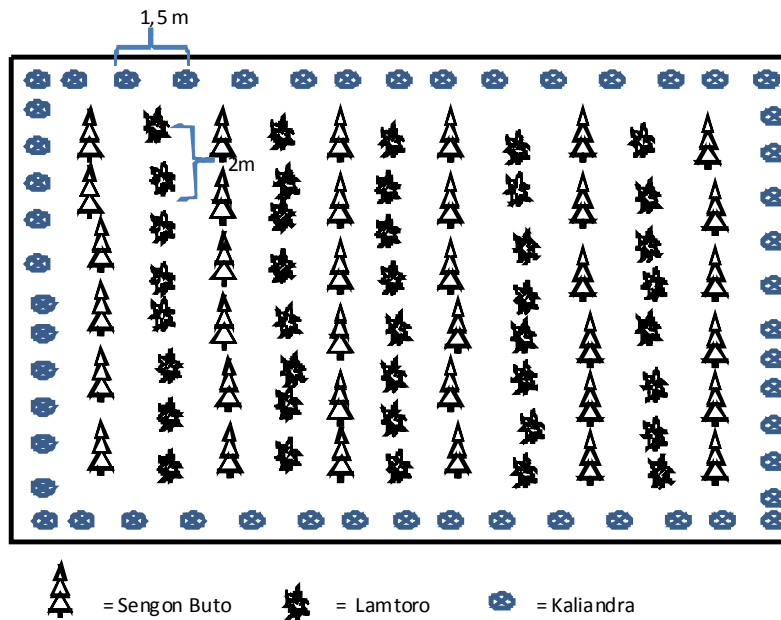 1,5 m
2m
= Sengon Buto = Lamtoro = Kaliandra